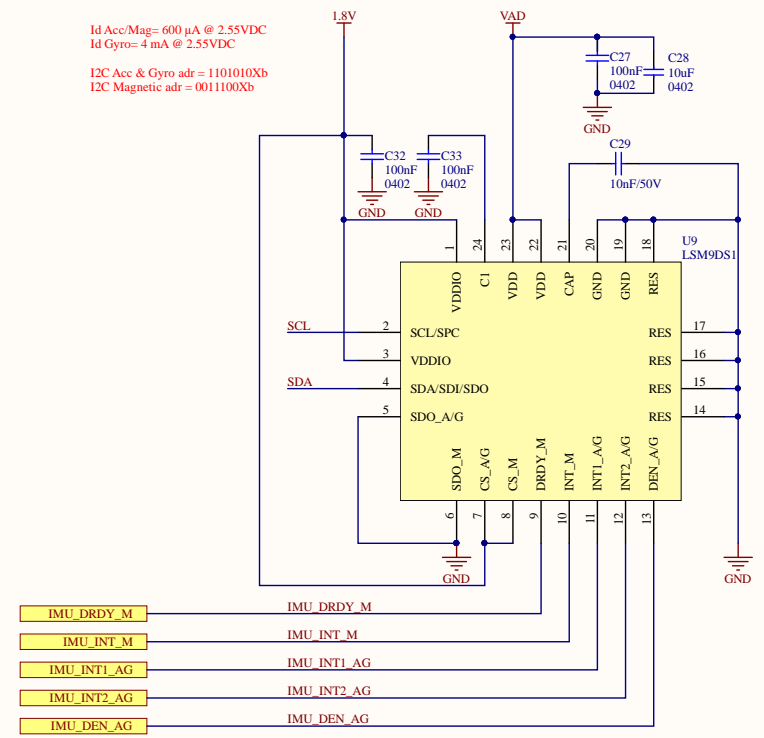 1.8V
VAD
Id Acc/Mag= 600 µA @ 2.55VDC
Id Gyro= 4 mA @ 2.55VDC
I2C Acc & Gyro adr = 1101010Xb
I2C Magnetic adr = 0011100Xb
C27
100nF
0402
C28
10uF
0402
GND
C29
10nF/50V
C32
100nF
0402
C33
100nF
0402
GND
GND
U9
LSM9DS1
1
24
23
22
21
20
19
18
VDDIO
C1
VDD
VDD
CAP
GND
GND
RES
SCL
2
SCL/SPC
RES
17
3
VDDIO
RES
16
SDA
4
SDA/SDI/SDO
RES
15
5
SDO_A/G
RES
14
SDO_M
CS_A/G
CS_M
DRDY_M
INT_M
INT1_A/G
INT2_A/G
DEN_A/G
6
7
8
9
10
11
12
13
GND
GND
IMU_DRDY_M
IMU_DRDY_M
IMU_INT_M
IMU_INT_M
IMU_INT1_AG
IMU_INT1_AG
IMU_INT2_AG
IMU_INT2_AG
IMU_DEN_AG
IMU_DEN_AG